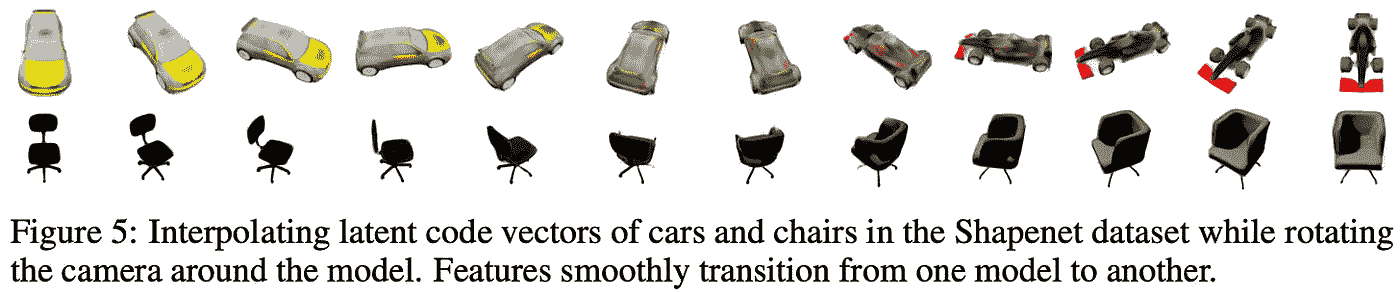 Figure 5: Interpolating latent code vectors of cars and chairs in the Shapenet dataset while rotating
the camera around the model. Features smoothly transition from one model to another.